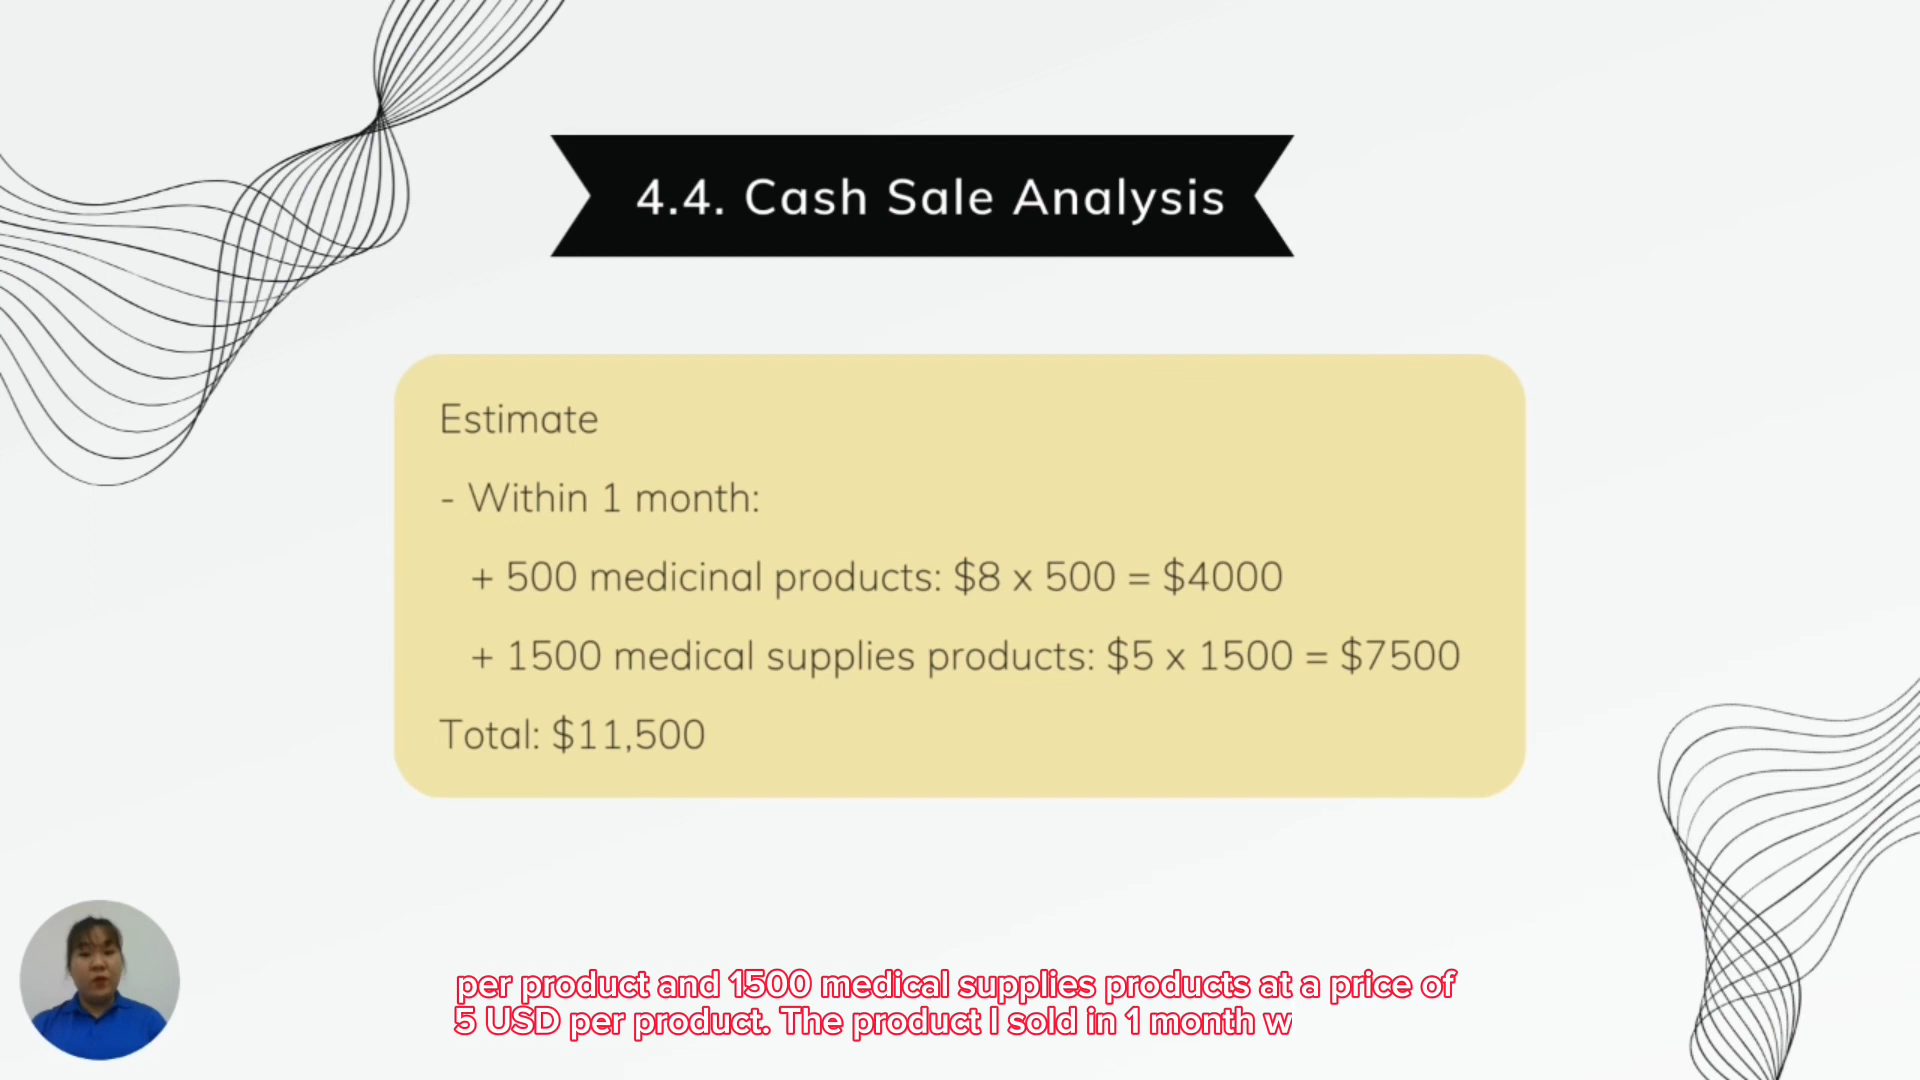 4.4. Cash Sale Analysis
Estimate
- Within 1 month:
+ 500 medicinal products: $8 x 500 = $4000
+ 1500 medical supplies products: $5 x 1500 = $7500
Total: $11,500
per product and 1500 medical supplies products at a price of
5 USD per product. The product I sold in 1 month w